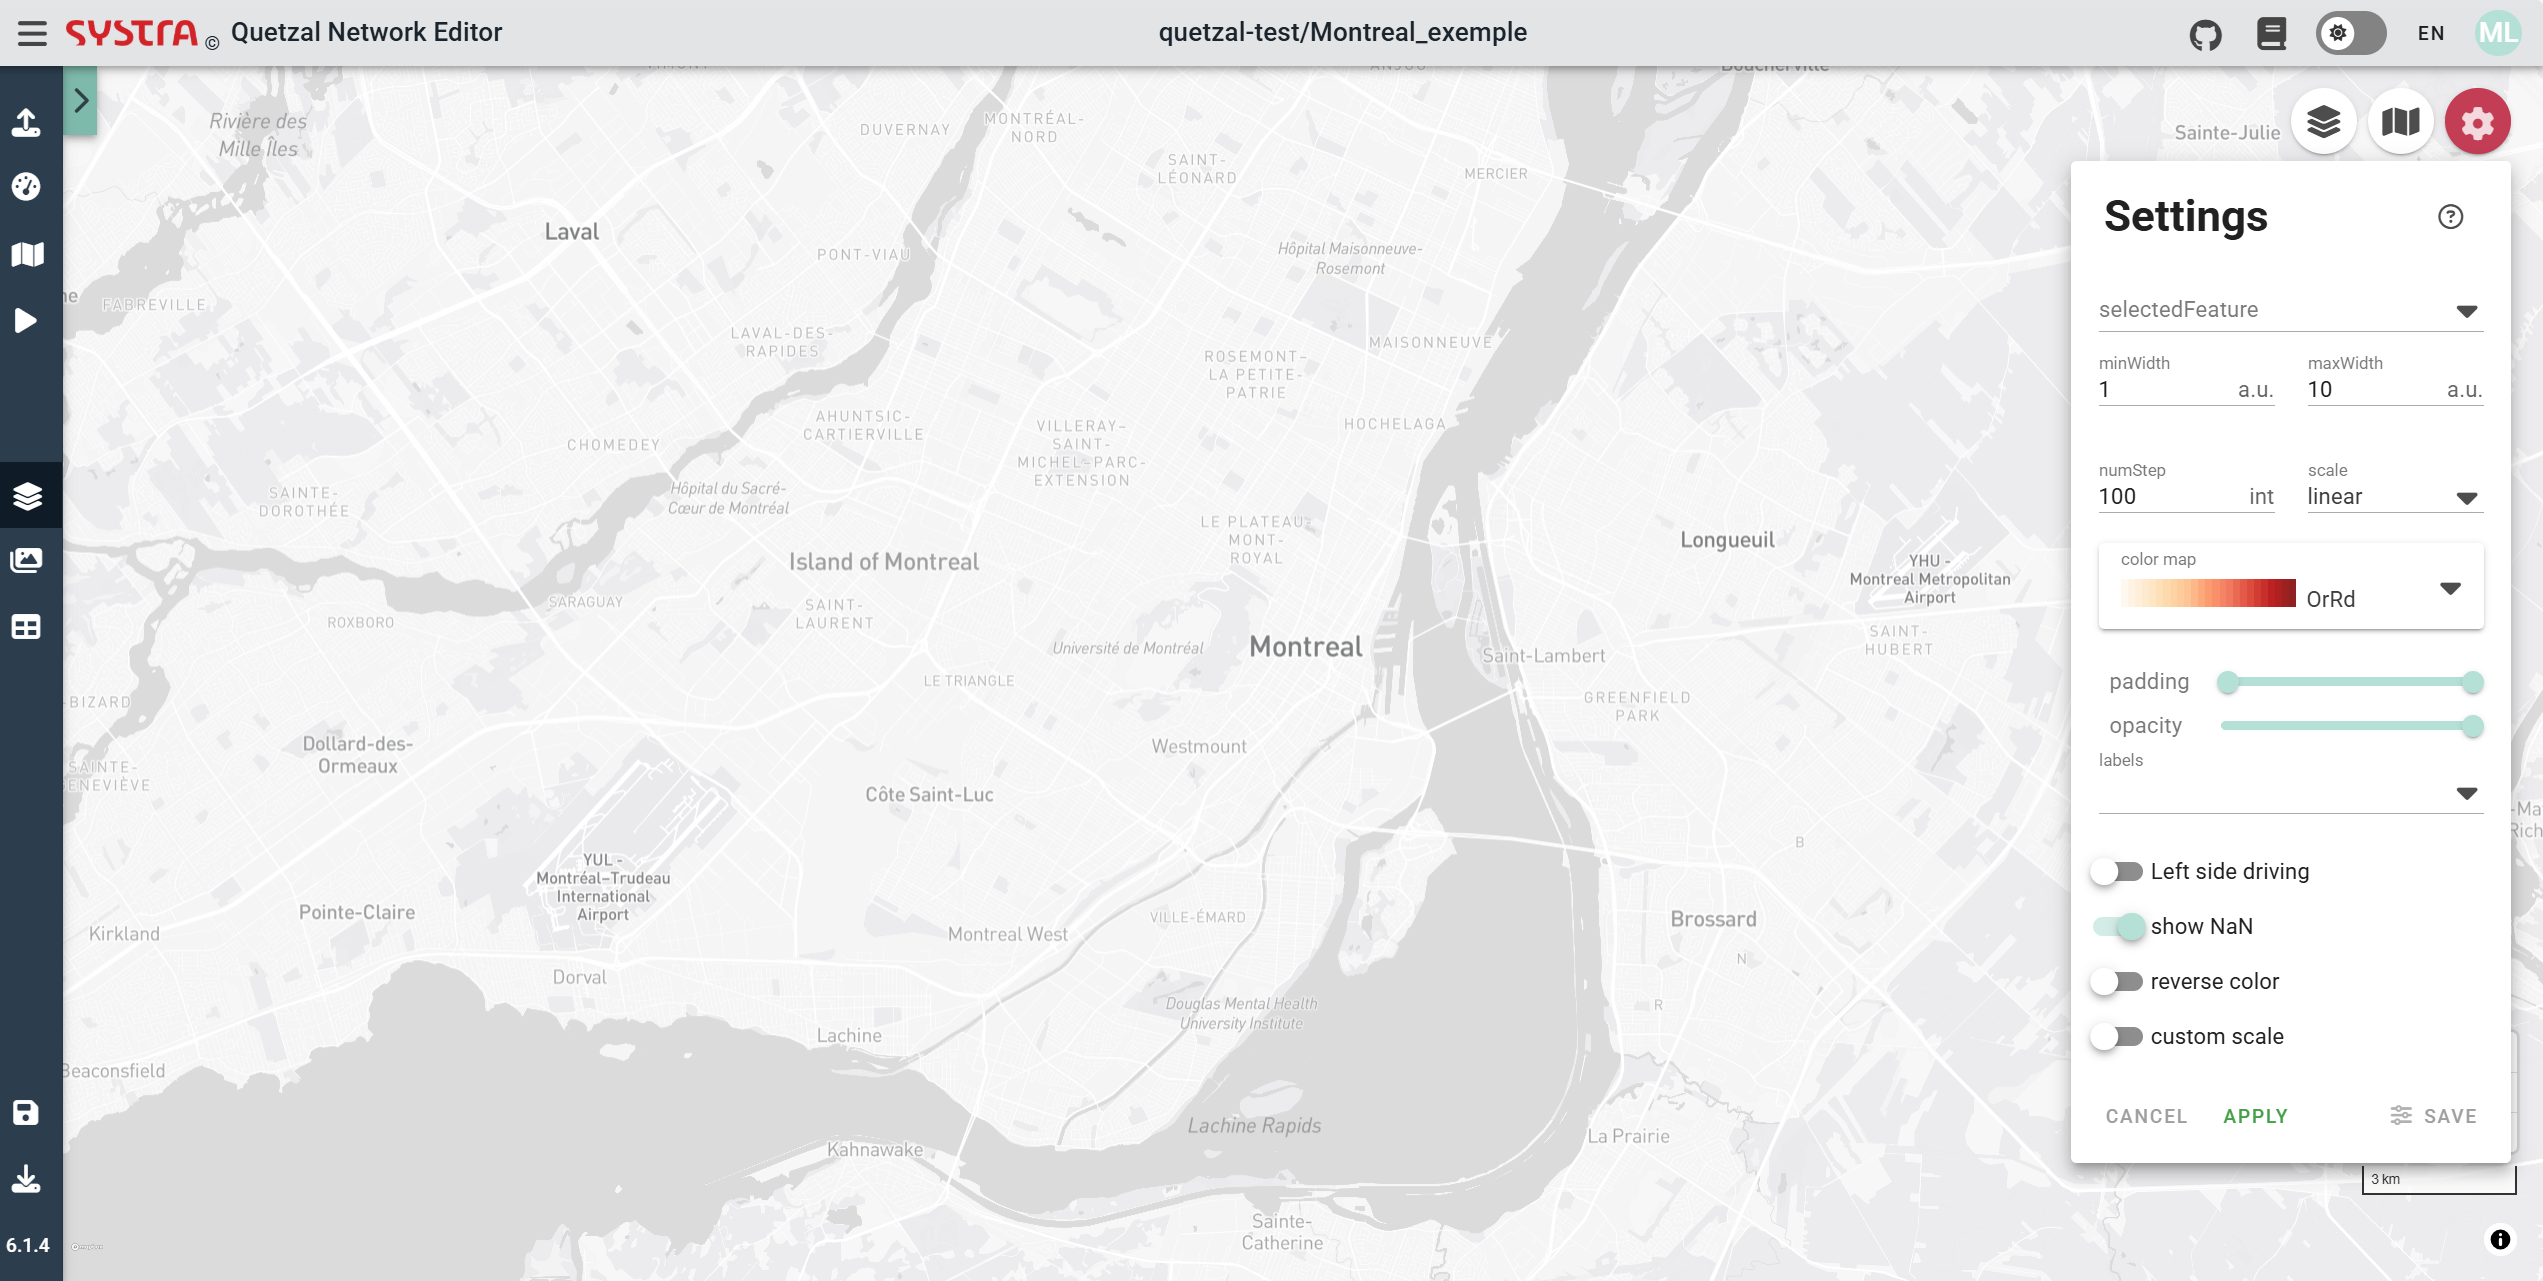 SYSTRA © Quetzal Network Editor
quetzal-test/Montreal_exemple
EN
ML
Boucherville
Rivière des
Mille Îles
DUVERNAY
MONTRÉAL-
NORD
SAINT-
LÉONARD
MERCIER
Sainte-Julie
Laval
PONT-VIAU
Hôpital Maisonneuve-
Rosemont
FABREVILLE
LAVAL-DES-
RAPIDES
ROSEMONT–
LA PETITE-
PATRIE
MAISONNEUVE
AHUNTSIC-
CARTIERVILLE
VILLERAY–
SAINT-
MICHEL–PARC-
EXTENSION
HOCHELAGA
CHOMEDEY
SAINTE-
DOROTHÉE
Hôpital du Sacré-
Cœur de Montréal
LE PLATEAU-
MONT-
ROYAL
Longueuil
YHU -
Montreal Metropolitan
Airport
Island of Montreal
SARAGUAY
SAINT-
LAURENT
ROXBORO
Université de Montréal
Montreal
Saint-Lambert
SAINT-
HUBERT
LE TRIANGLE
-BIZARD
GREENFIELD
PARK
Dollard-des-
Ormeaux
Westmount
SAINTE-
GENEVIÈVE
Côte Saint-Luc
B
YUL -
Montréal–Trudeau
International
Airport
Pointe-Claire
VILLE-ÉMARD
Brossard
Kirkland
Montreal West
N
Dorval
Douglas Mental Health
University Institute
R
Lachine
Beaconsfield
Lachine Rapids
La Prairie
Kahnawake
Sainte-
Catherine
Settings
?
selectedFeature
minWidth
1 a.u.
maxWidth
10 a.u.
numStep
100 int
scale
linear
color map
OrRd
padding
opacity
labels
Left side driving
show NaN
reverse color
custom scale
CANCEL APPLY SAVE
3 km
6.1.4